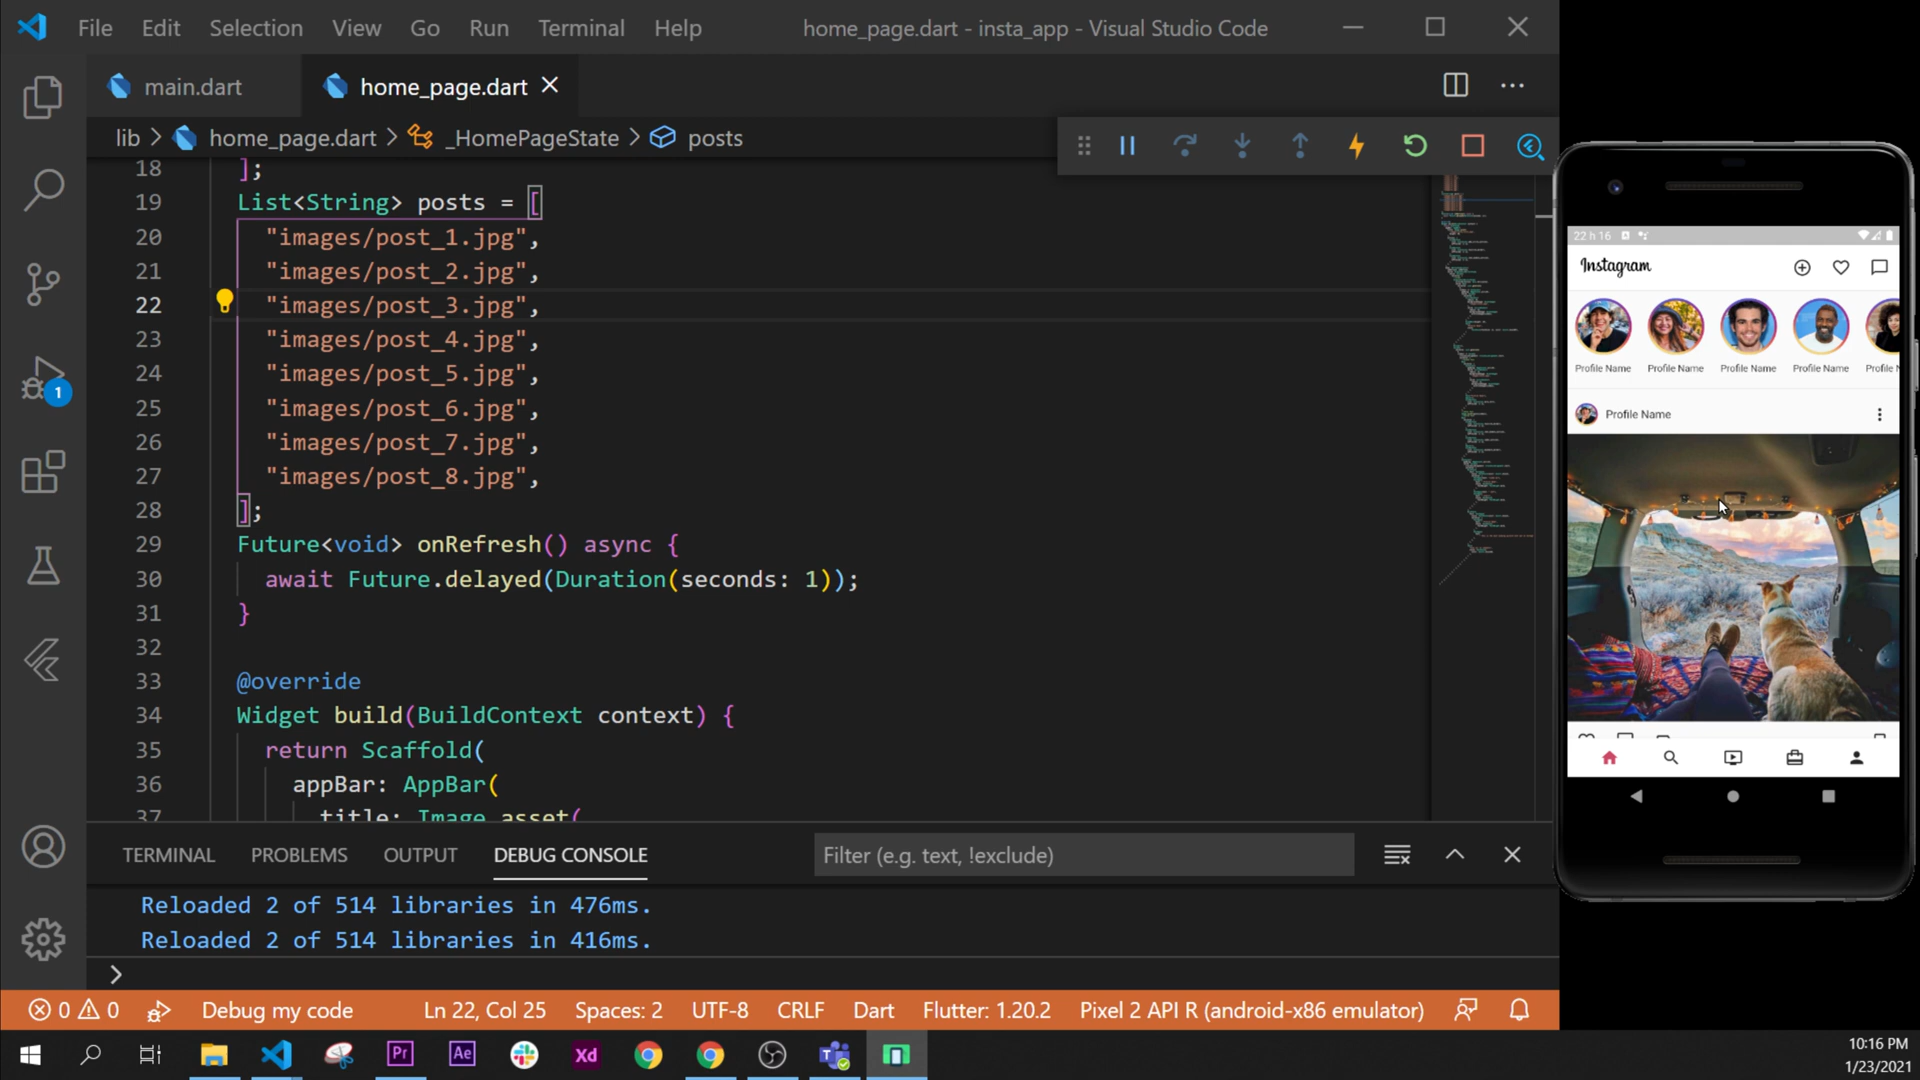 File Edit Selection View Go Run Terminal Help
home_page.dart - insta_app - Visual Studio Code
main.dart
home_page.dart
lib > home_page.dart > _HomePageState > posts
18 ];
19 List<String> posts = [
20 "images/post_1.jpg",
21 "images/post_2.jpg",
22 "images/post_3.jpg",
23 "images/post_4.jpg",
24 "images/post_5.jpg",
25 "images/post_6.jpg",
26 "images/post_7.jpg",
27 "images/post_8.jpg",
28 ];
29 Future<void> onRefresh() async {
30 await Future.delayed(Duration(seconds: 1));
31 }
32
33 @override
34 Widget build(BuildContext context) {
35 return Scaffold(
36 appBar: AppBar(
37 title: Image.asset(
TERMINAL PROBLEMS OUTPUT DEBUG CONSOLE
Filter (e.g. text, !exclude)
Reloaded 2 of 514 libraries in 476ms.
Reloaded 2 of 514 libraries in 416ms.
>
0 0 Debug my code Ln 22, Col 25 Spaces: 2 UTF-8 CRLF Dart Flutter: 1.20.2 Pixel 2 API R (android-x86 emulator)
1
22 h 16
Instagram
Profile Name Profile Name Profile Name Profile Name Profile N
Profile Name
Pr Ae Xd
10:16 PM
1/23/2021